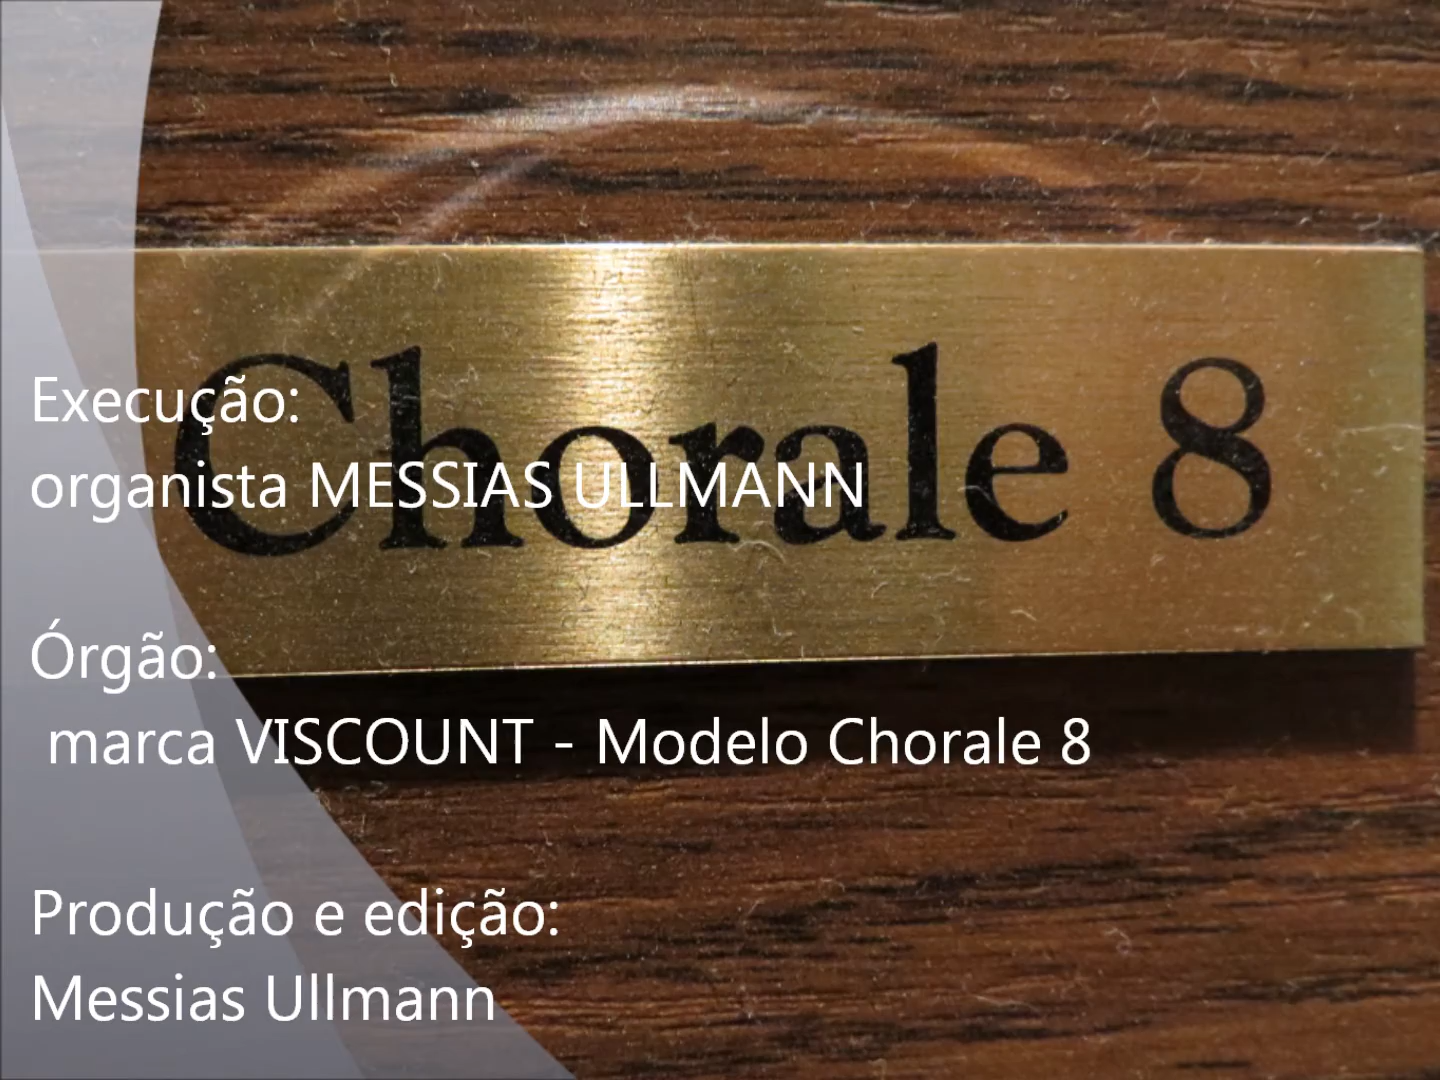 Chorale 8
Execução:
organista MESSIAS ULLMANN
Órgão:
marca VISCOUNT - Modelo Chorale 8
Produção e edição:
Messias Ullmann